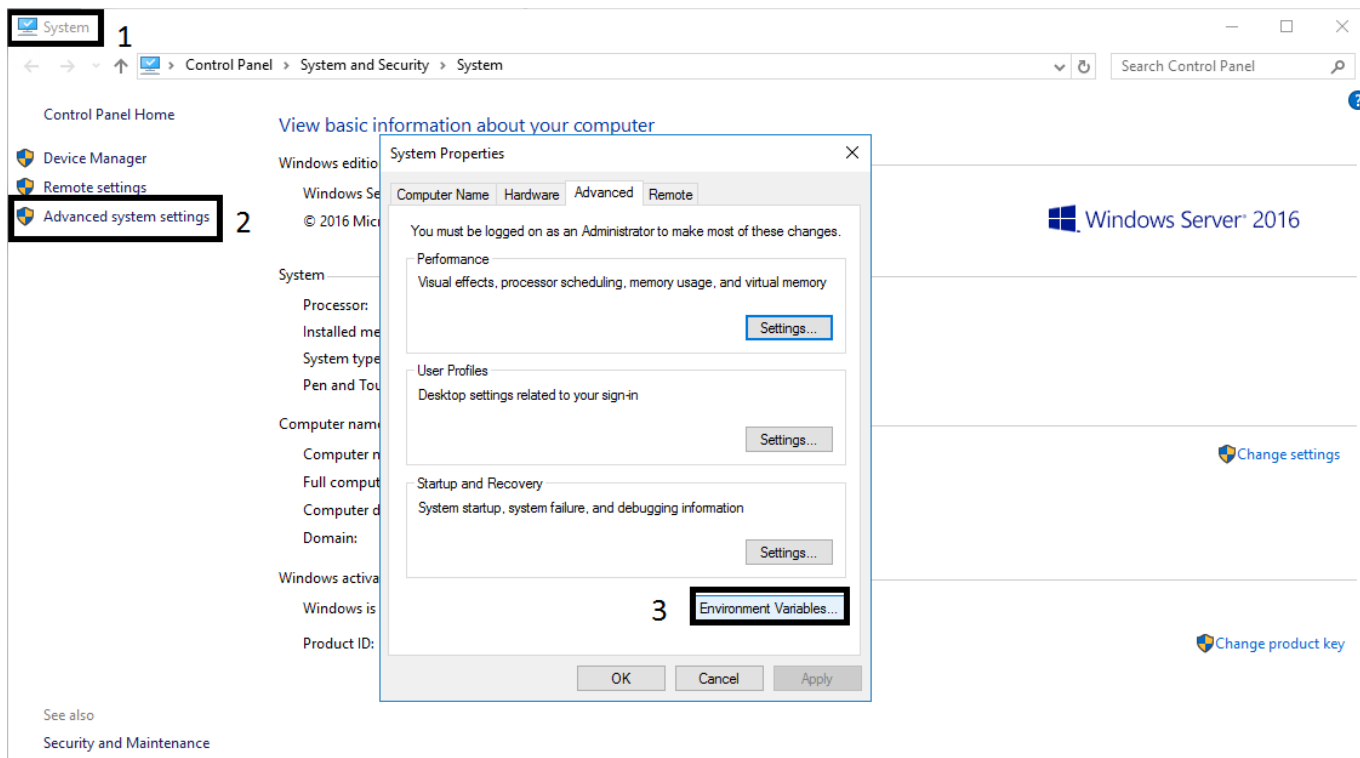 System
1
Control Panel > System and Security > System
Search Control Panel
Control Panel Home
Device Manager
Remote settings
Advanced system settings
2
View basic information about your computer
Windows editio
Windows Se
© 2016 Micr
Windows Server 2016
System
Processor:
Installed me
System type
Pen and Tou
Computer nam
Computer n
Full comput
Computer d
Domain:
Change settings
Windows activa
Windows is
Product ID:
Change product key
System Properties
Computer Name Hardware Advanced Remote
You must be logged on as an Administrator to make most of these changes.
Performance
Visual effects, processor scheduling, memory usage, and virtual memory
Settings...
User Profiles
Desktop settings related to your sign-in
Settings...
Startup and Recovery
System startup, system failure, and debugging information
Settings...
3
Environment Variables...
OK Cancel Apply
See also
Security and Maintenance